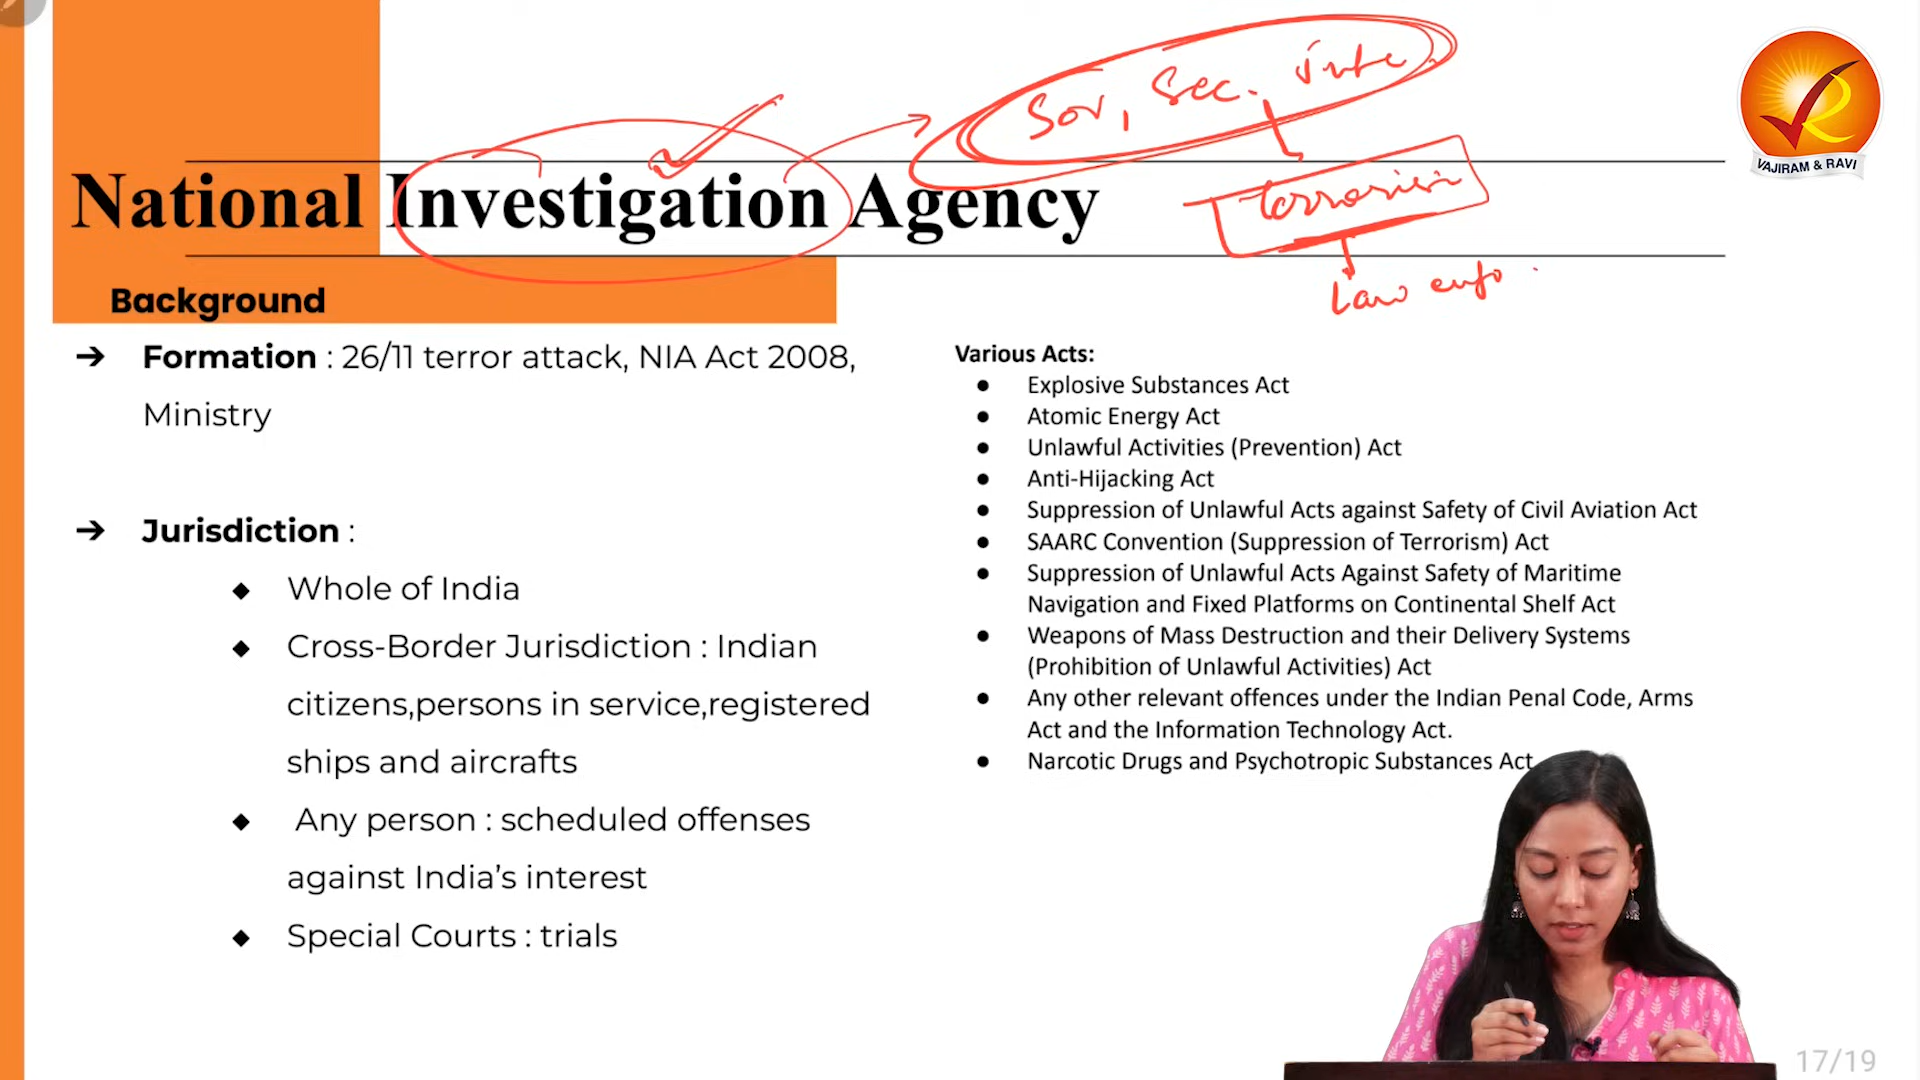 Sov, Sec. Inte
VAJIRAM & RAVI
National Investigation Agency
Terrorism
Law enfo.
Background
➔ Formation : 26/11 terror attack, NIA Act 2008,
Ministry
➔ Jurisdiction :
◆ Whole of India
◆ Cross-Border Jurisdiction : Indian
citizens,persons in service,registered
ships and aircrafts
◆ Any person : scheduled offenses
against India’s interest
◆ Special Courts : trials
Various Acts:
● Explosive Substances Act
● Atomic Energy Act
● Unlawful Activities (Prevention) Act
● Anti-Hijacking Act
● Suppression of Unlawful Acts against Safety of Civil Aviation Act
● SAARC Convention (Suppression of Terrorism) Act
● Suppression of Unlawful Acts Against Safety of Maritime
Navigation and Fixed Platforms on Continental Shelf Act
● Weapons of Mass Destruction and their Delivery Systems
(Prohibition of Unlawful Activities) Act
● Any other relevant offences under the Indian Penal Code, Arms
Act and the Information Technology Act.
● Narcotic Drugs and Psychotropic Substances Act
17/19